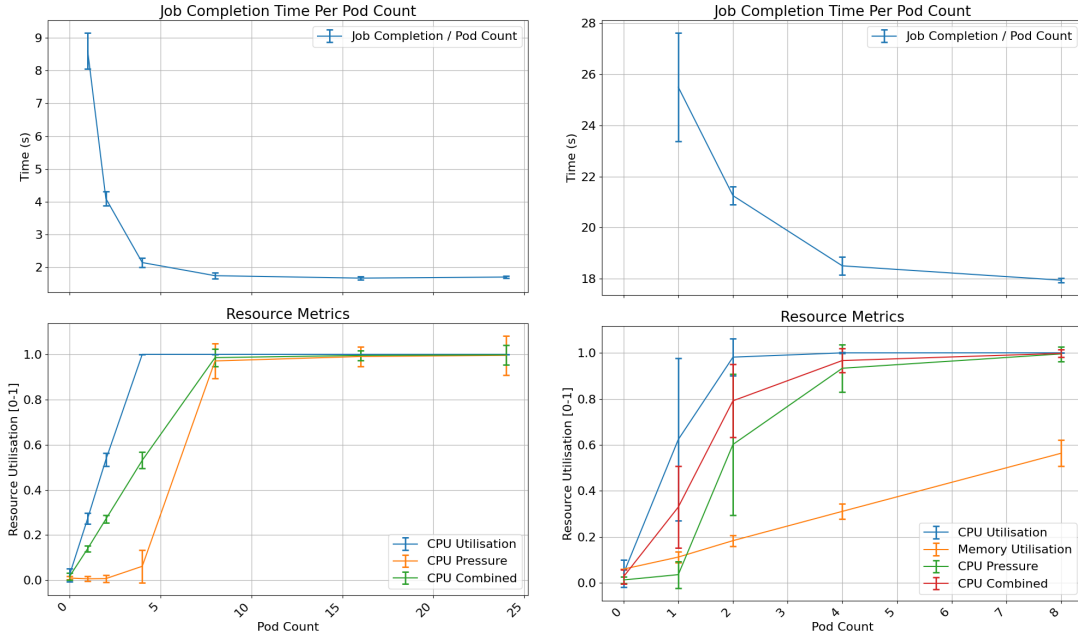 Job Completion Time Per Pod Count
Job Completion / Pod Count
Time (s)
9
8
7
6
5
4
3
2
Resource Metrics
Resource Utilisation [0-1]
1.0
0.8
0.6
0.4
0.2
0.0
CPU Utilisation
CPU Pressure
CPU Combined
0
5
10
15
20
25
Pod Count
Job Completion Time Per Pod Count
Job Completion / Pod Count
Time (s)
28
26
24
22
20
18
Resource Metrics
Resource Utilisation [0-1]
1.0
0.8
0.6
0.4
0.2
0.0
CPU Utilisation
Memory Utilisation
CPU Pressure
CPU Combined
0
1
2
3
4
5
6
7
8
Pod Count